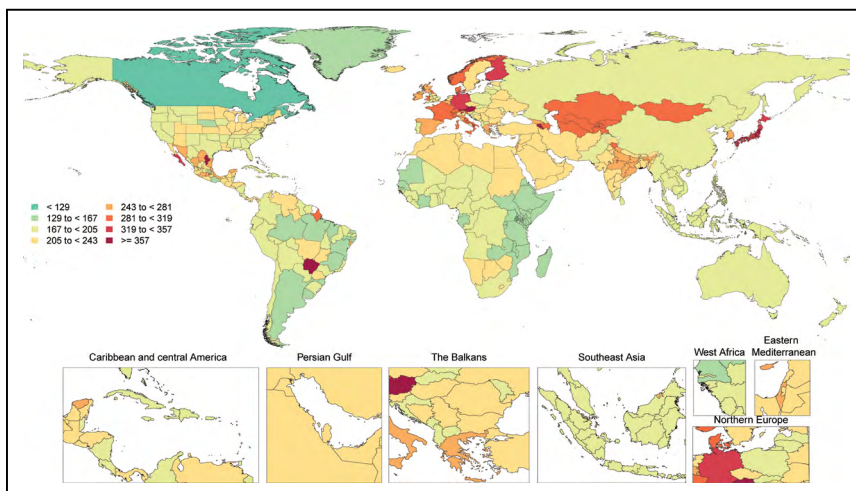 < 129
129 to < 167
167 to < 205
205 to < 243
243 to < 281
281 to < 319
319 to < 357
>= 357
Caribbean and central America
Persian Gulf
The Balkans
Southeast Asia
West Africa
Eastern
Mediterranean
Northern Europe